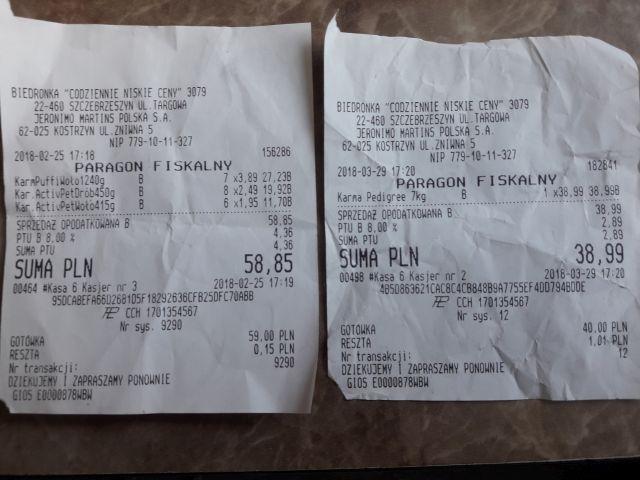 BIEDRONKA "CODZIENNIE NISKIE CENY" 3079
22-460 SZCZEBRZESZYN UL.TARGOWA
JERONIMO MARTINS POLSKA S.A.
62-025 KOSTRZYN UL.ŻNIWNA 5
NIP 779-10-11-327
2018-02-25 17:18 156286
PARAGON FISKALNY
KarmPuffiWoło1240g B 7 x3,89 27,23B
Kar.ActivPetDrób450g B 8 x2,49 19,92B
Kar.ActivPetWoło415g B 6 x1,95 11,70B
SPRZEDAŻ OPODATKOWANA B 58,85
PTU B 8,00 % 4,36
SUMA PTU 4,36
SUMA PLN 58,85
00464 #Kasa 6 Kasjer nr 3 2018-02-25 17:19
CCH 1701354567
Nr sys. 9290
GOTÓWKA 59,00 PLN
RESZTA 0,15 PLN
Nr transakcji: 9290
DZIĘKUJEMY I ZAPRASZAMY PONOWNIE
GIOŚ E0000878WBW
BIEDRONKA "CODZIENNIE NISKIE CENY" 3079
22-460 SZCZEBRZESZYN UL.TARGOWA
JERONIMO MARTINS POLSKA S.A.
62-025 KOSTRZYN UL.ŻNIWNA 5
NIP 779-10-11-327
2018-03-29 17:20 182841
PARAGON FISKALNY
Karma Pedigree 7kg B 1 x38,99 38,99B
SPRZEDAŻ OPODATKOWANA B 38,99
PTU B 8,00 % 2,89
SUMA PTU 2,89
SUMA PLN 38,99
00498 #Kasa 6 Kasjer nr 2 2018-03-29 17:20
CCH 1701354567
Nr sys. 12
GOTÓWKA 40,00 PLN
RESZTA 1,01 PLN
Nr transakcji: 12
DZIĘKUJEMY I ZAPRASZAMY PONOWNIE
GIOŚ E0000878WBW